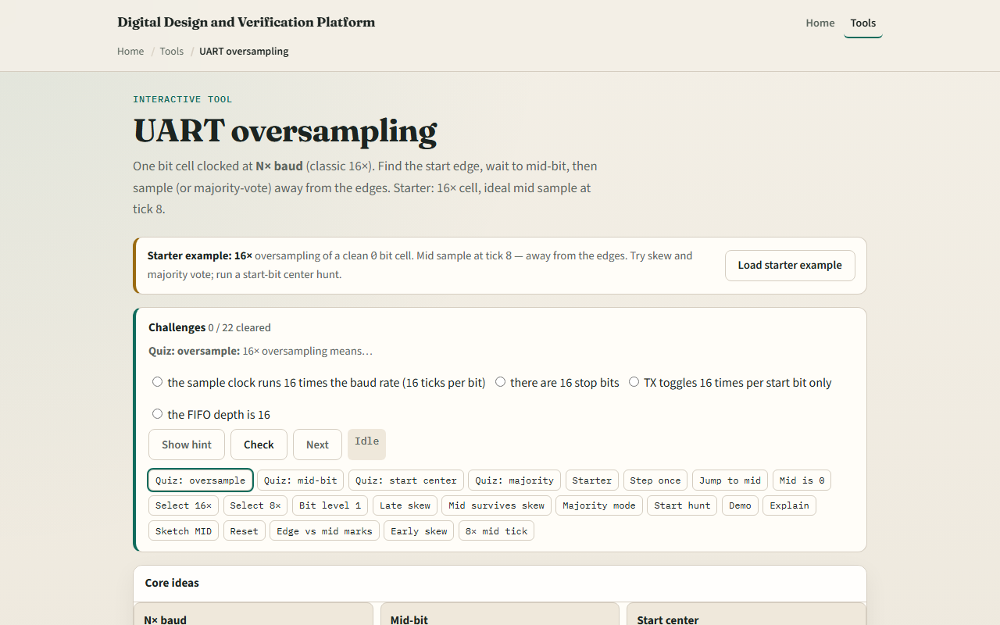 Digital Design and Verification Platform
Home Tools
Home / Tools / UART oversampling
INTERACTIVE TOOL
UART oversampling
One bit cell clocked at N× baud (classic 16×). Find the start edge, wait to mid-bit, then
sample (or majority-vote) away from the edges. Starter: 16× cell, ideal mid sample at
tick 8.
Starter example: 16× oversampling of a clean 0 bit cell. Mid sample at tick 8 — away from the edges. Try skew and
majority vote; run a start-bit center hunt.
Load starter example
Challenges 0 / 22 cleared
Quiz: oversample: 16× oversampling means…
the sample clock runs 16 times the baud rate (16 ticks per bit) there are 16 stop bits TX toggles 16 times per start bit only
the FIFO depth is 16
Show hint Check Next Idle
Quiz: oversample Quiz: mid-bit Quiz: start center Quiz: majority Starter Step once Jump to mid Mid is 0
Select 16× Select 8× Bit level 1 Late skew Mid survives skew Majority mode Start hunt Demo Explain
Sketch MID Reset Edge vs mid marks Early skew 8× mid tick
Core ideas
N× baud Mid-bit Start center